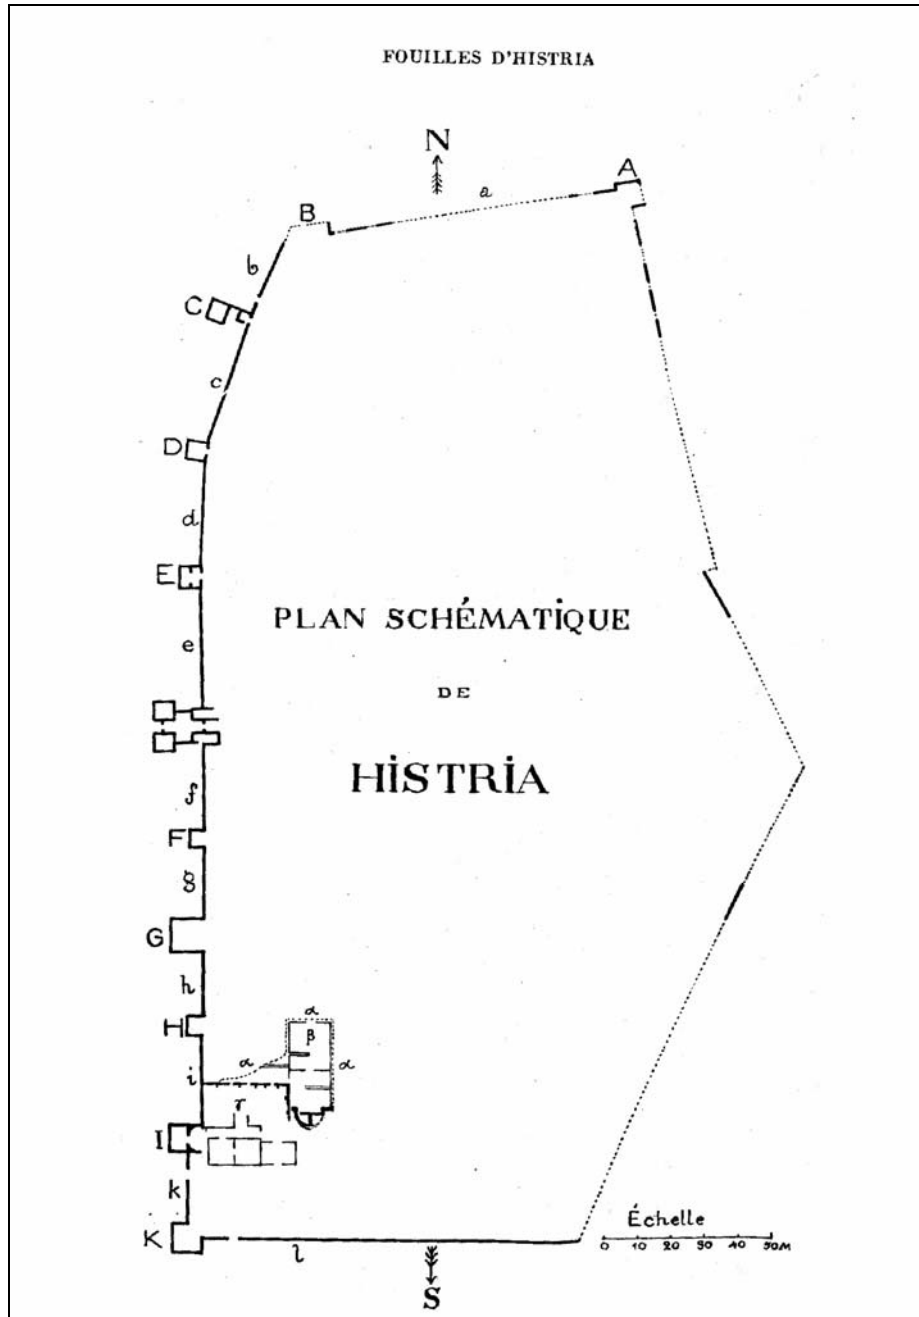 FOUILLES D'HISTRIA
N
A
a
B
b
C
c
D
d
E
PLAN SCHÉMATIQUE
e
DE
HISTRIA
f
F
g
G
h
H
α
β
α
α
i
γ
I
k
Échelle
K
l
0 10 20 30 40 50M
S